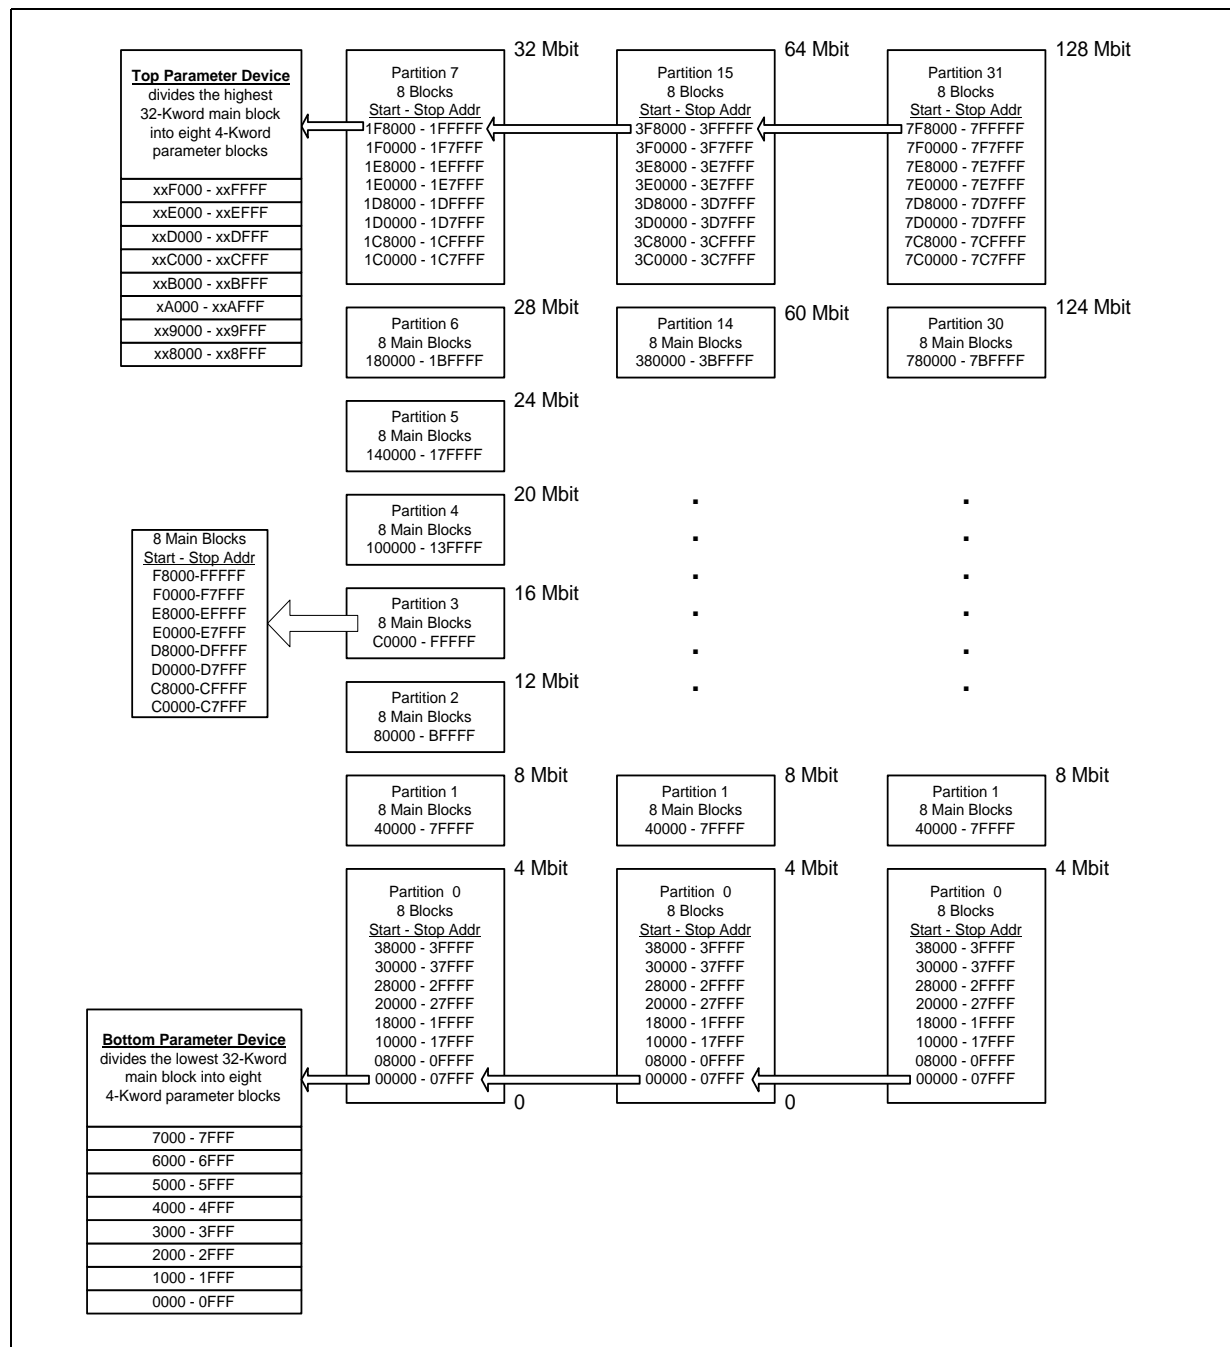 Top Parameter Device
divides the highest
32-Kword main block
into eight 4-Kword
parameter blocks
xxF000 - xxFFFF
xxE000 - xxEFFF
xxD000 - xxDFFF
xxC000 - xxCFFF
xxB000 - xxBFFF
xA000 - xxAFFF
xx9000 - xx9FFF
xx8000 - xx8FFF
32 Mbit
Partition 7
8 Blocks
Start - Stop Addr
1F8000 - 1FFFFF
1F0000 - 1F7FFF
1E8000 - 1EFFFF
1E0000 - 1E7FFF
1D8000 - 1DFFFF
1D0000 - 1D7FFF
1C8000 - 1CFFFF
1C0000 - 1C7FFF
64 Mbit
Partition 15
8 Blocks
Start - Stop Addr
3F8000 - 3FFFFF
3F0000 - 3F7FFF
3E8000 - 3E7FFF
3E0000 - 3E7FFF
3D8000 - 3D7FFF
3D0000 - 3D7FFF
3C8000 - 3CFFFF
3C0000 - 3C7FFF
128 Mbit
Partition 31
8 Blocks
Start - Stop Addr
7F8000 - 7FFFFF
7F0000 - 7F7FFF
7E8000 - 7E7FFF
7E0000 - 7E7FFF
7D8000 - 7D7FFF
7D0000 - 7D7FFF
7C8000 - 7CFFFF
7C0000 - 7C7FFF
28 Mbit
Partition 6
8 Main Blocks
180000 - 1BFFFF
60 Mbit
Partition 14
8 Main Blocks
380000 - 3BFFFF
124 Mbit
Partition 30
8 Main Blocks
780000 - 7BFFFF
24 Mbit
Partition 5
8 Main Blocks
140000 - 17FFFF
20 Mbit
Partition 4
8 Main Blocks
100000 - 13FFFF
8 Main Blocks
Start - Stop Addr
F8000-FFFFF
F0000-F7FFF
E8000-EFFFF
E0000-E7FFF
D8000-DFFFF
D0000-D7FFF
C8000-CFFFF
C0000-C7FFF
16 Mbit
Partition 3
8 Main Blocks
C0000 - FFFFF
12 Mbit
Partition 2
8 Main Blocks
80000 - BFFFF
8 Mbit
Partition 1
8 Main Blocks
40000 - 7FFFF
8 Mbit
Partition 1
8 Main Blocks
40000 - 7FFFF
8 Mbit
Partition 1
8 Main Blocks
40000 - 7FFFF
4 Mbit
Partition 0
8 Blocks
Start - Stop Addr
38000 - 3FFFF
30000 - 37FFF
28000 - 2FFFF
20000 - 27FFF
18000 - 1FFFF
10000 - 17FFF
08000 - 0FFFF
00000 - 07FFF
0
4 Mbit
Partition 0
8 Blocks
Start - Stop Addr
38000 - 3FFFF
30000 - 37FFF
28000 - 2FFFF
20000 - 27FFF
18000 - 1FFFF
10000 - 17FFF
08000 - 0FFFF
00000 - 07FFF
0
4 Mbit
Partition 0
8 Blocks
Start - Stop Addr
38000 - 3FFFF
30000 - 37FFF
28000 - 2FFFF
20000 - 27FFF
18000 - 1FFFF
10000 - 17FFF
08000 - 0FFFF
00000 - 07FFF
Bottom Parameter Device
divides the lowest 32-Kword
main block into eight
4-Kword parameter blocks
7000 - 7FFF
6000 - 6FFF
5000 - 5FFF
4000 - 4FFF
3000 - 3FFF
2000 - 2FFF
1000 - 1FFF
0000 - 0FFF